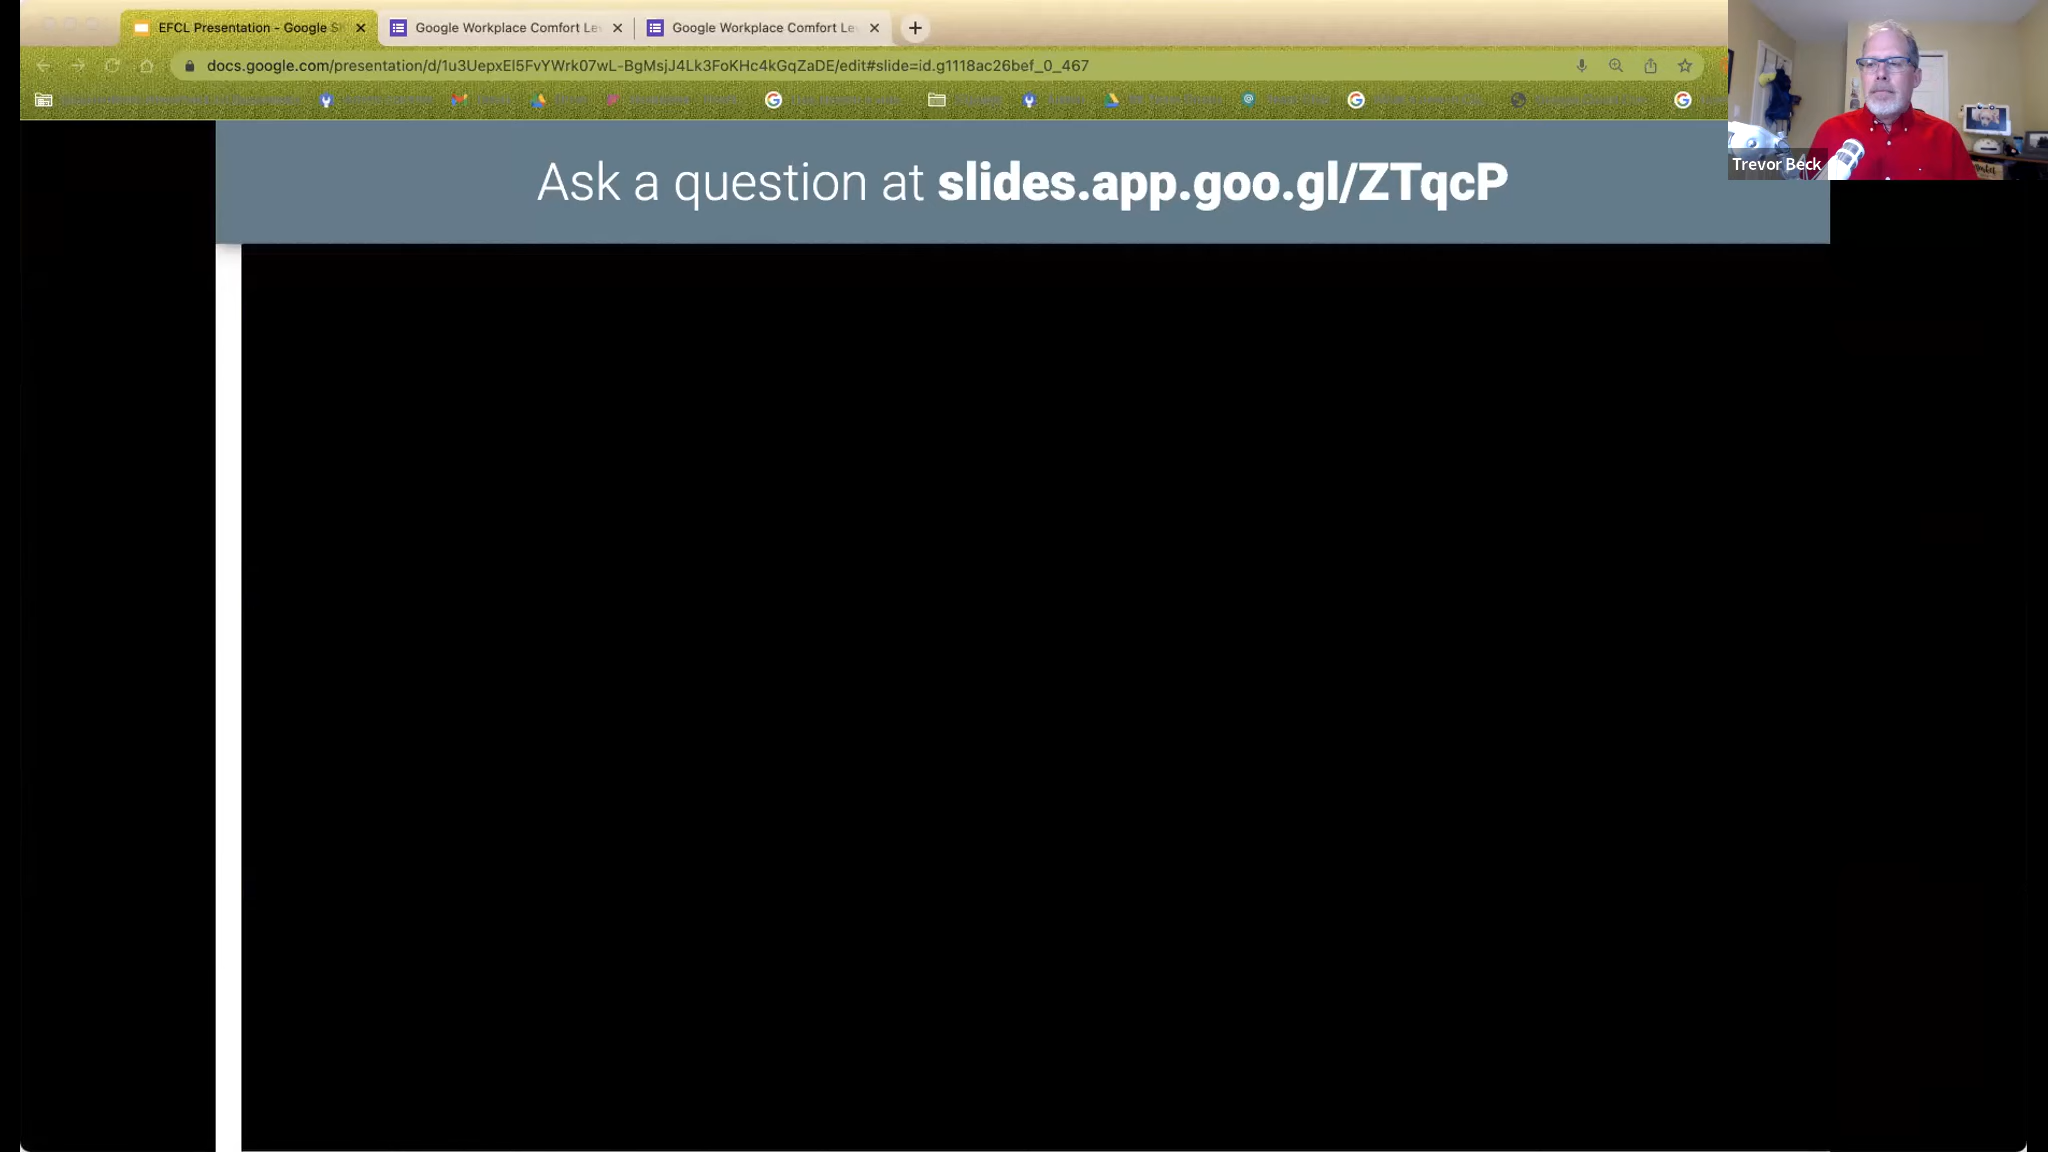 EFCL Presentation - Google S
Google Workplace Comfort Le
Google Workplace Comfort Le
docs.google.com/presentation/d/1u3UepxEl5FvYWrk07wL-BgMsjJ4Lk3FoKHc4kGqZaDE/edit#slide=id.g1118ac26bef_0_467
Trevor Beck
Ask a question at slides.app.goo.gl/ZTqcP